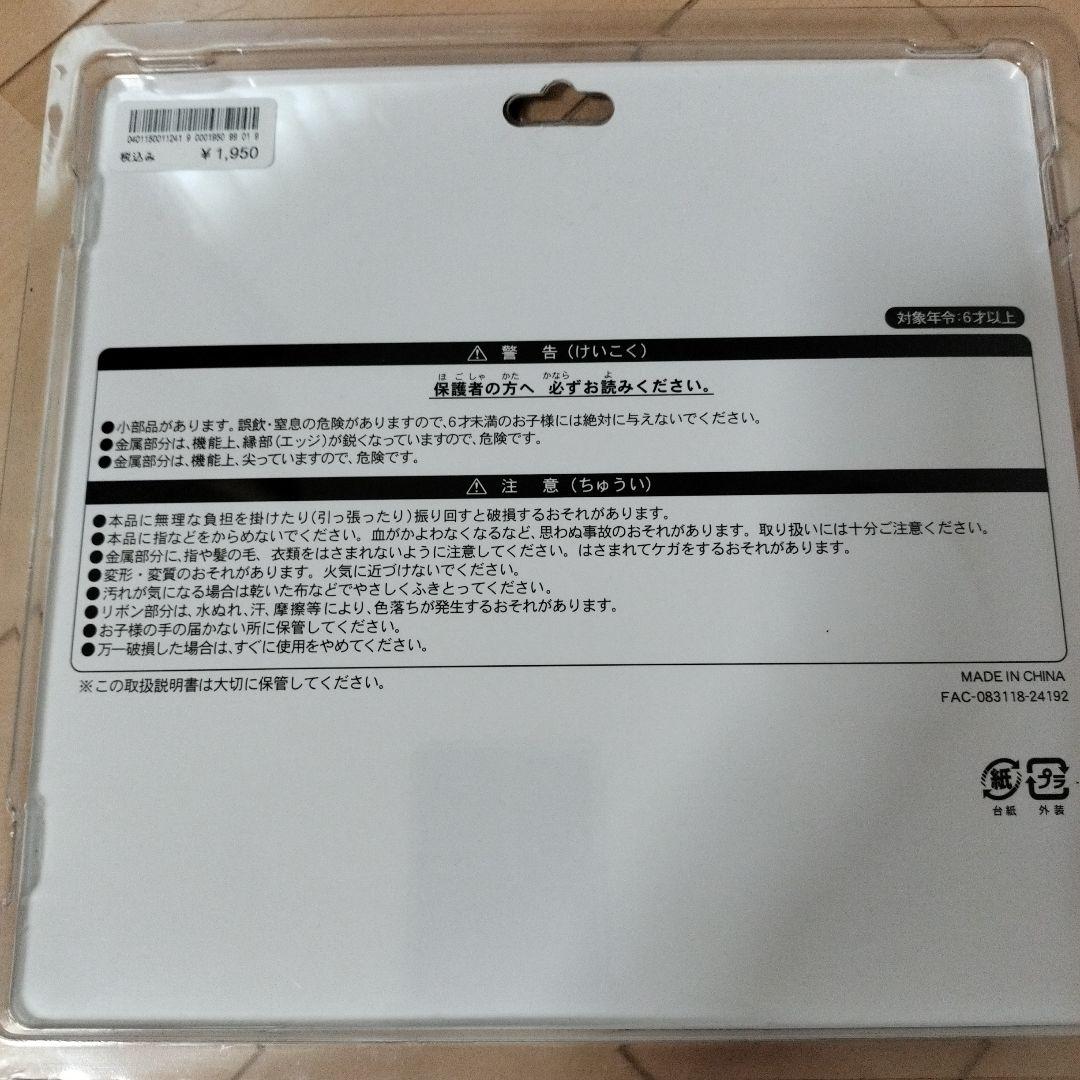 0401150011241 9 0001950 99 01 9
税込み ￥1,950
対象年令:6才以上
⚠ 警 告(けいこく)
ほごしゃ かた かなら よ
保護者の方へ 必ずお読みください。
●小部品があります。誤飲・窒息の危険がありますので、6才未満のお子様には絶対に与えないでください。
●金属部分は、機能上、縁部(エッジ)が鋭くなっていますので、危険です。
●金属部分は、機能上、尖っていますので、危険です。
⚠ 注 意(ちゅうい)
●本品に無理な負担を掛けたり(引っ張ったり)振り回すと破損するおそれがあります。
●本品に指などをからめないでください。血がかよわなくなるなど、思わぬ事故のおそれがあります。取り扱いには十分ご注意ください。
●金属部分に、指や髪の毛、衣類をはさまれないように注意してください。はさまれてケガをするおそれがあります。
●変形・変質のおそれがあります。火気に近づけないでください。
●汚れが気になる場合は乾いた布などでやさしくふきとってください。
●リボン部分は、水ぬれ、汗、摩擦等により、色落ちが発生するおそれがあります。
●お子様の手の届かない所に保管してください。
●万一破損した場合は、すぐに使用をやめてください。
※この取扱説明書は大切に保管してください。
MADE IN CHINA
FAC-083118-24192
紙 プラ
台紙 外装